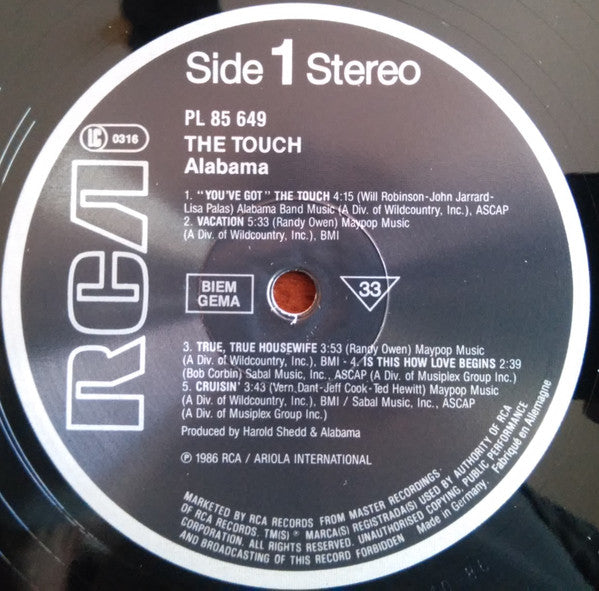 Side 1 Stereo
PL 85 649
THE TOUCH
Alabama
LC 0316
RCA
1. "YOU'VE GOT" THE TOUCH 4:15 (Will Robinson-John Jarrard-
Lisa Palas) Alabama Band Music (A Div. of Wildcountry, Inc.), ASCAP
2. VACATION 5:33 (Randy Owen) Maypop Music
(A Div. of Wildcountry, Inc.), BMI
BIEM
GEMA
33
3. TRUE, TRUE HOUSEWIFE 3:53 (Randy Owen) Maypop Music
(A Div. of Wildcountry, Inc.), BMI - 4. IS THIS HOW LOVE BEGINS 2:39
(Bob Corbin) Sabal Music, Inc., ASCAP (A Div. of Musiplex Group Inc.)
5. CRUISIN' 3:43 (Vern.Dant-Jeff Cook-Ted Hewitt) Maypop Music
(A Div. of Wildcountry, Inc.), BMI / Sabal Music, Inc., ASCAP
(A Div. of Musiplex Group Inc.)
Produced by Harold Shedd & Alabama
℗ 1986 RCA / ARIOLA INTERNATIONAL
MARKETED BY RCA RECORDS FROM MASTER RECORDINGS·
OF RCA RECORDS. TM(S) ® MARCA(S) REGISTRADA(S) USED BY AUTHORITY OF RCA
CORPORATION. ALL RIGHTS RESERVED. UNAUTHORISED COPYING, PUBLIC PERFORMANCE
AND BROADCASTING OF THIS RECORD FORBIDDEN
Made in Germany. Fabriqué en Allemagne